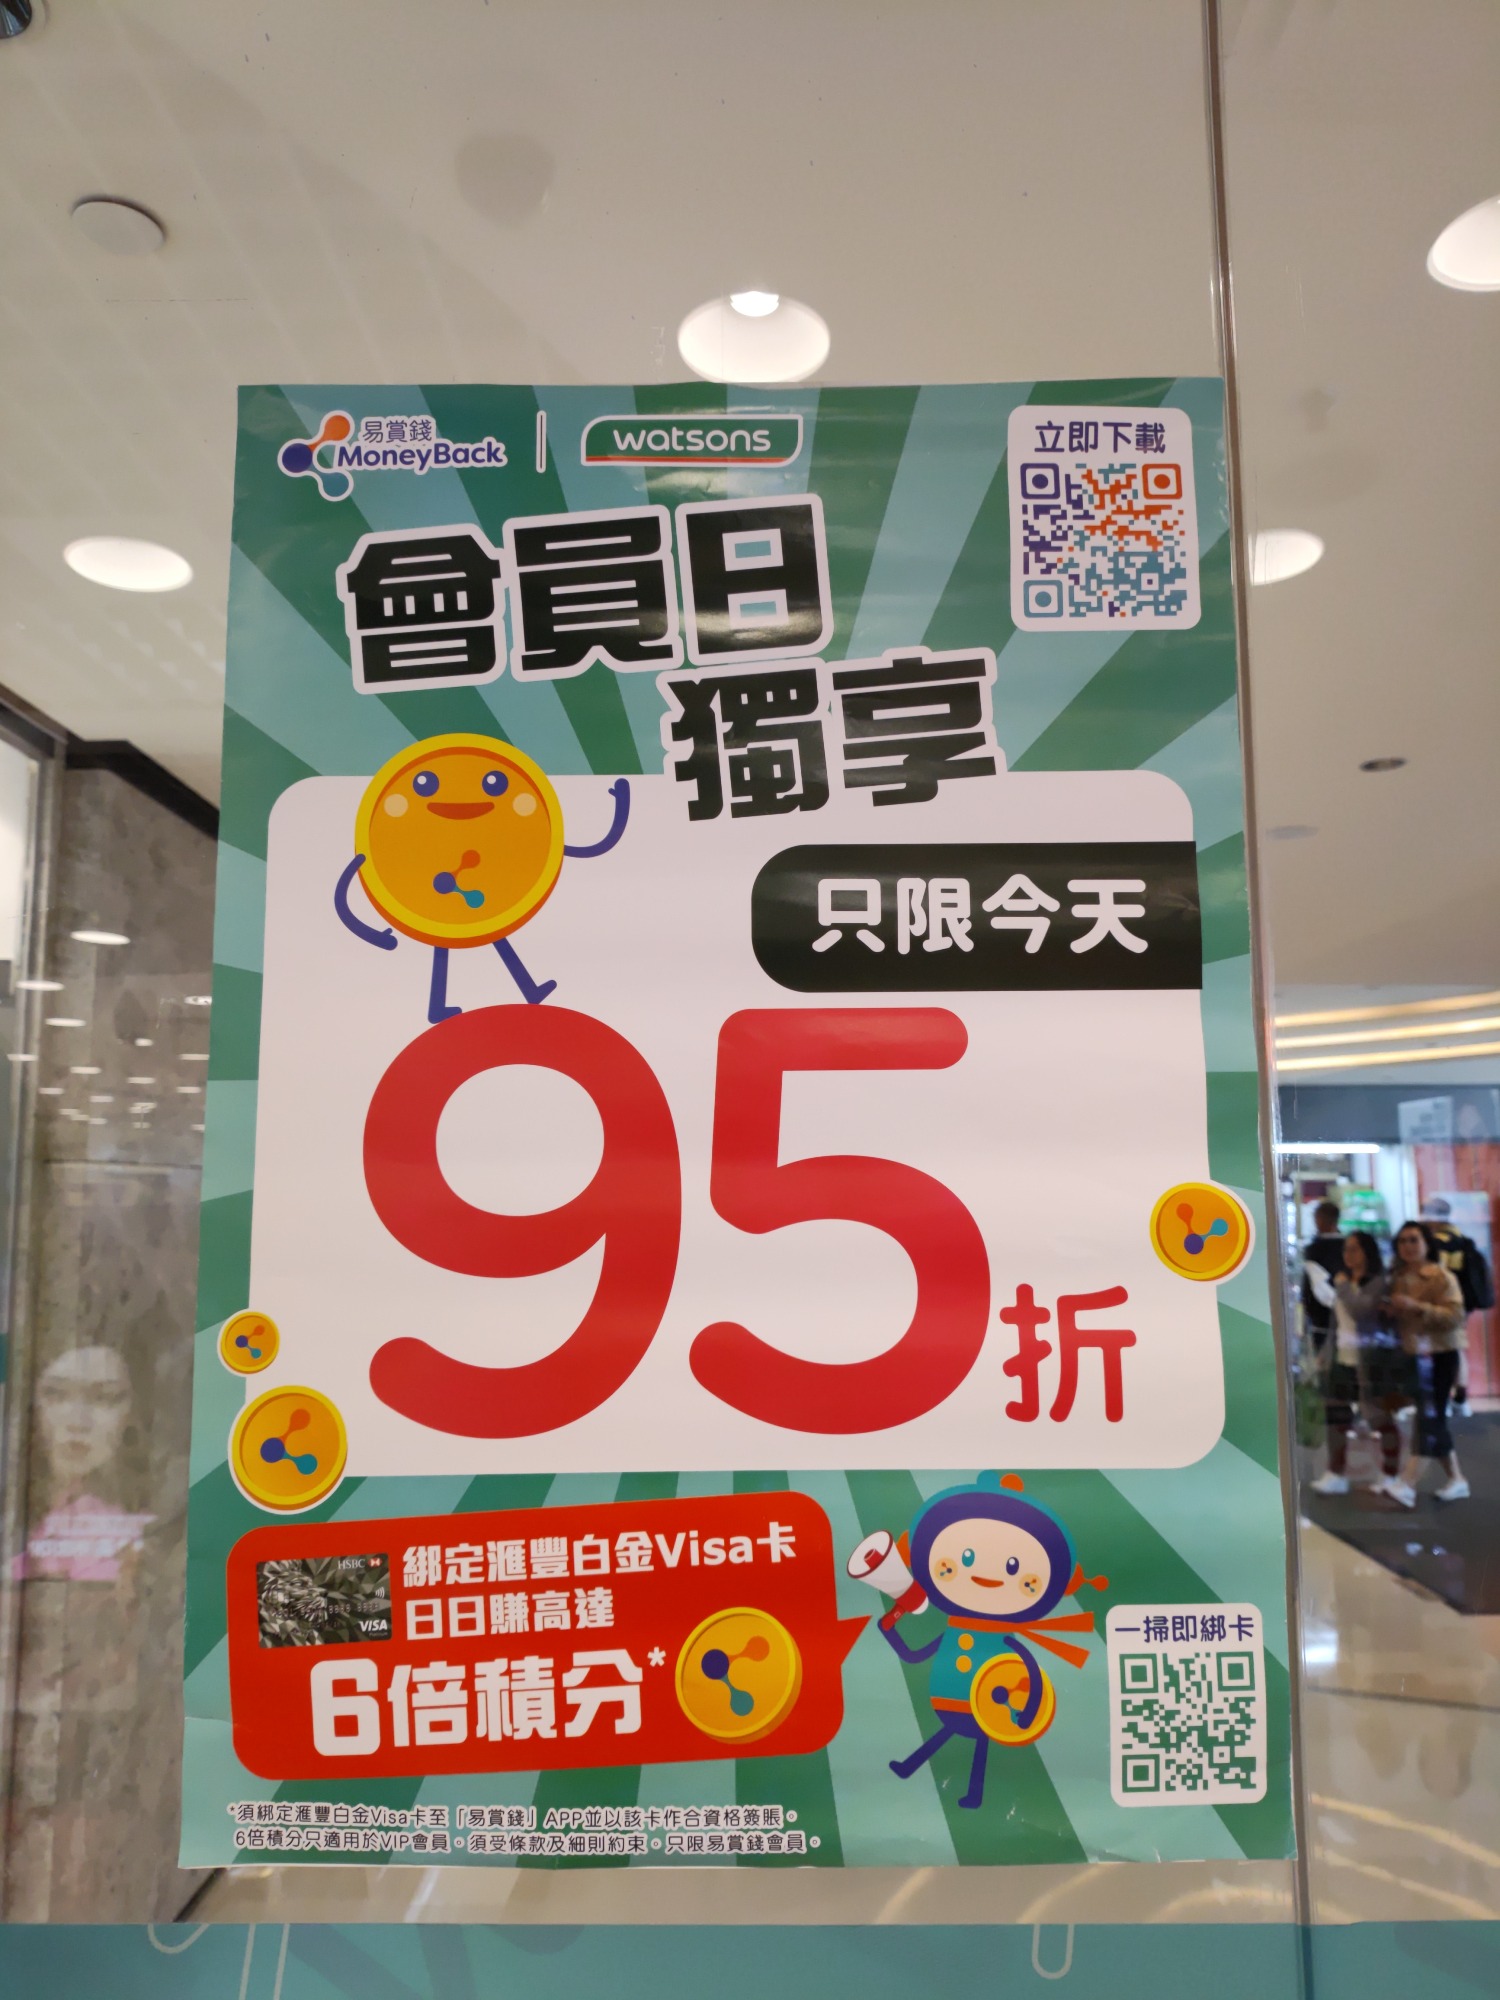 易賞錢
MoneyBack
watsons
立即下載
會員日
獨享
只限今天
95折
HSBC
VISA
綁定滙豐白金Visa卡
日日賺高達
6倍積分*
一掃即綁卡
*須綁定滙豐白金Visa卡至「易賞錢」APP並以該卡作合資格簽賬。
6倍積分只適用於VIP會員。須受條款及細則約束。只限易賞錢會員。